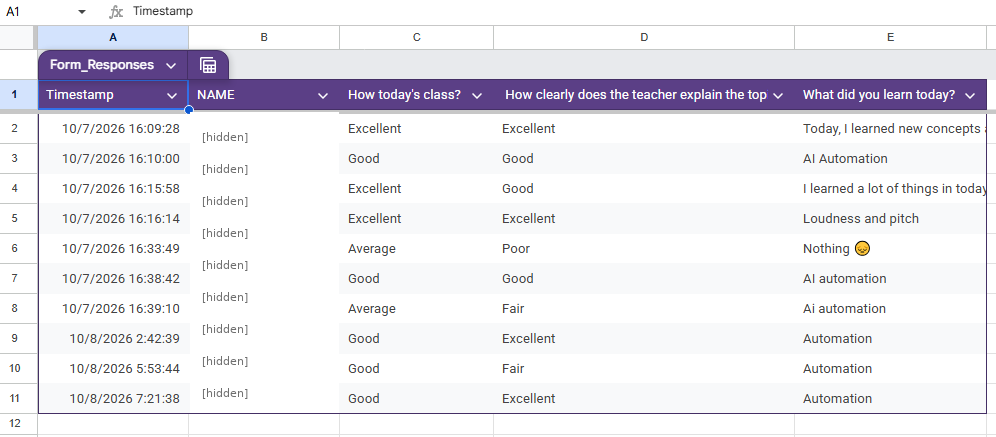 A1 fx Timestamp
A B C D E
Form_Responses
1 Timestamp NAME How today's class? How clearly does the teacher explain the top What did you learn today?
2 10/7/2026 16:09:28 [hidden] Excellent Excellent Today, I learned new concepts
3 10/7/2026 16:10:00 [hidden] Good Good AI Automation
4 10/7/2026 16:15:58 [hidden] Excellent Good I learned a lot of things in today
5 10/7/2026 16:16:14 [hidden] Excellent Excellent Loudness and pitch
6 10/7/2026 16:33:49 [hidden] Average Poor Nothing 😞
7 10/7/2026 16:38:42 [hidden] Good Good AI automation
8 10/7/2026 16:39:10 [hidden] Average Fair Ai automation
9 10/8/2026 2:42:39 [hidden] Good Excellent Automation
10 10/8/2026 5:53:44 [hidden] Good Fair Automation
11 10/8/2026 7:21:38 [hidden] Good Excellent Automation
12